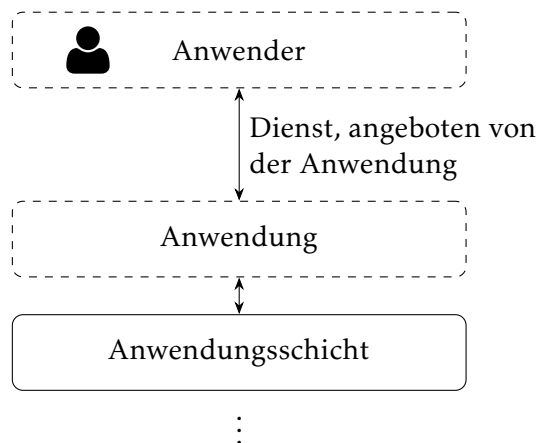 Anwender
Dienst, angeboten von
der Anwendung
Anwendung
Anwendungsschicht
⋮